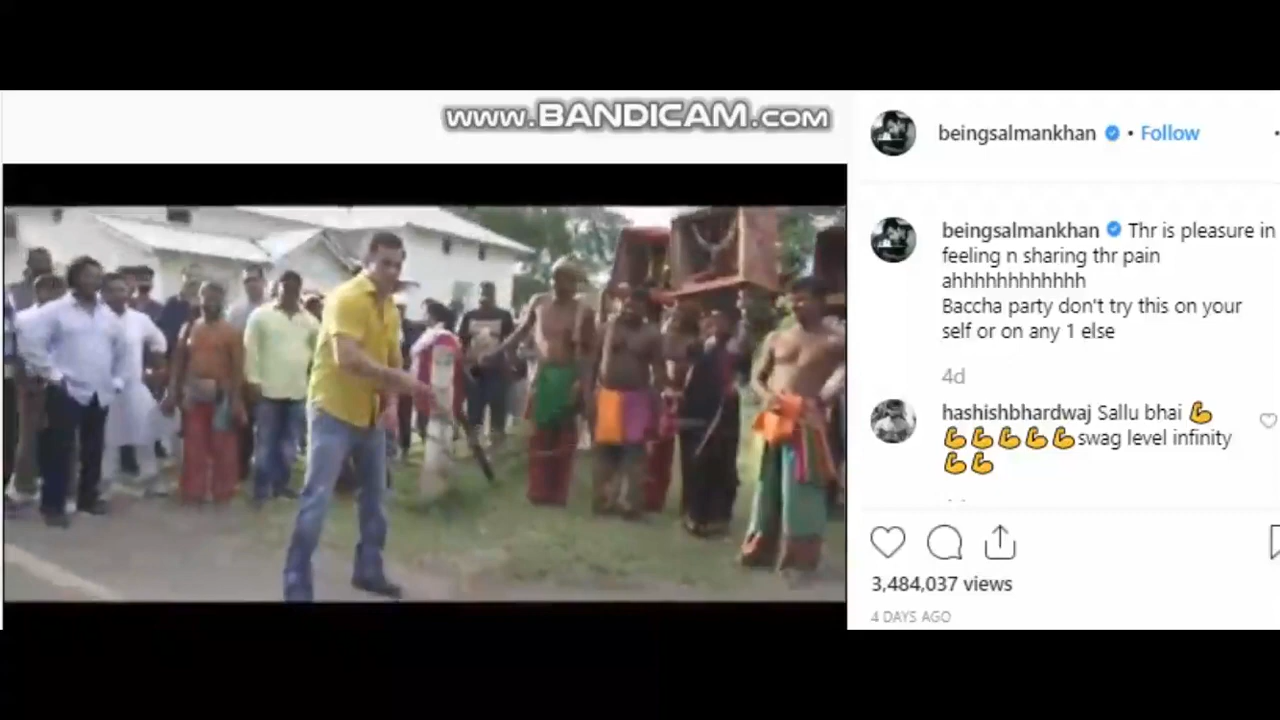 www.BANDICAM.COM
beingsalmankhan • Follow
beingsalmankhan Thr is pleasure in
feeling n sharing thr pain
ahhhhhhhhhhhh
Baccha party don't try this on your
self or on any 1 else
4d
hashishbhardwaj Sallu bhai 💪
💪💪💪💪💪swag level infinity
💪💪
3,484,037 views
4 DAYS AGO